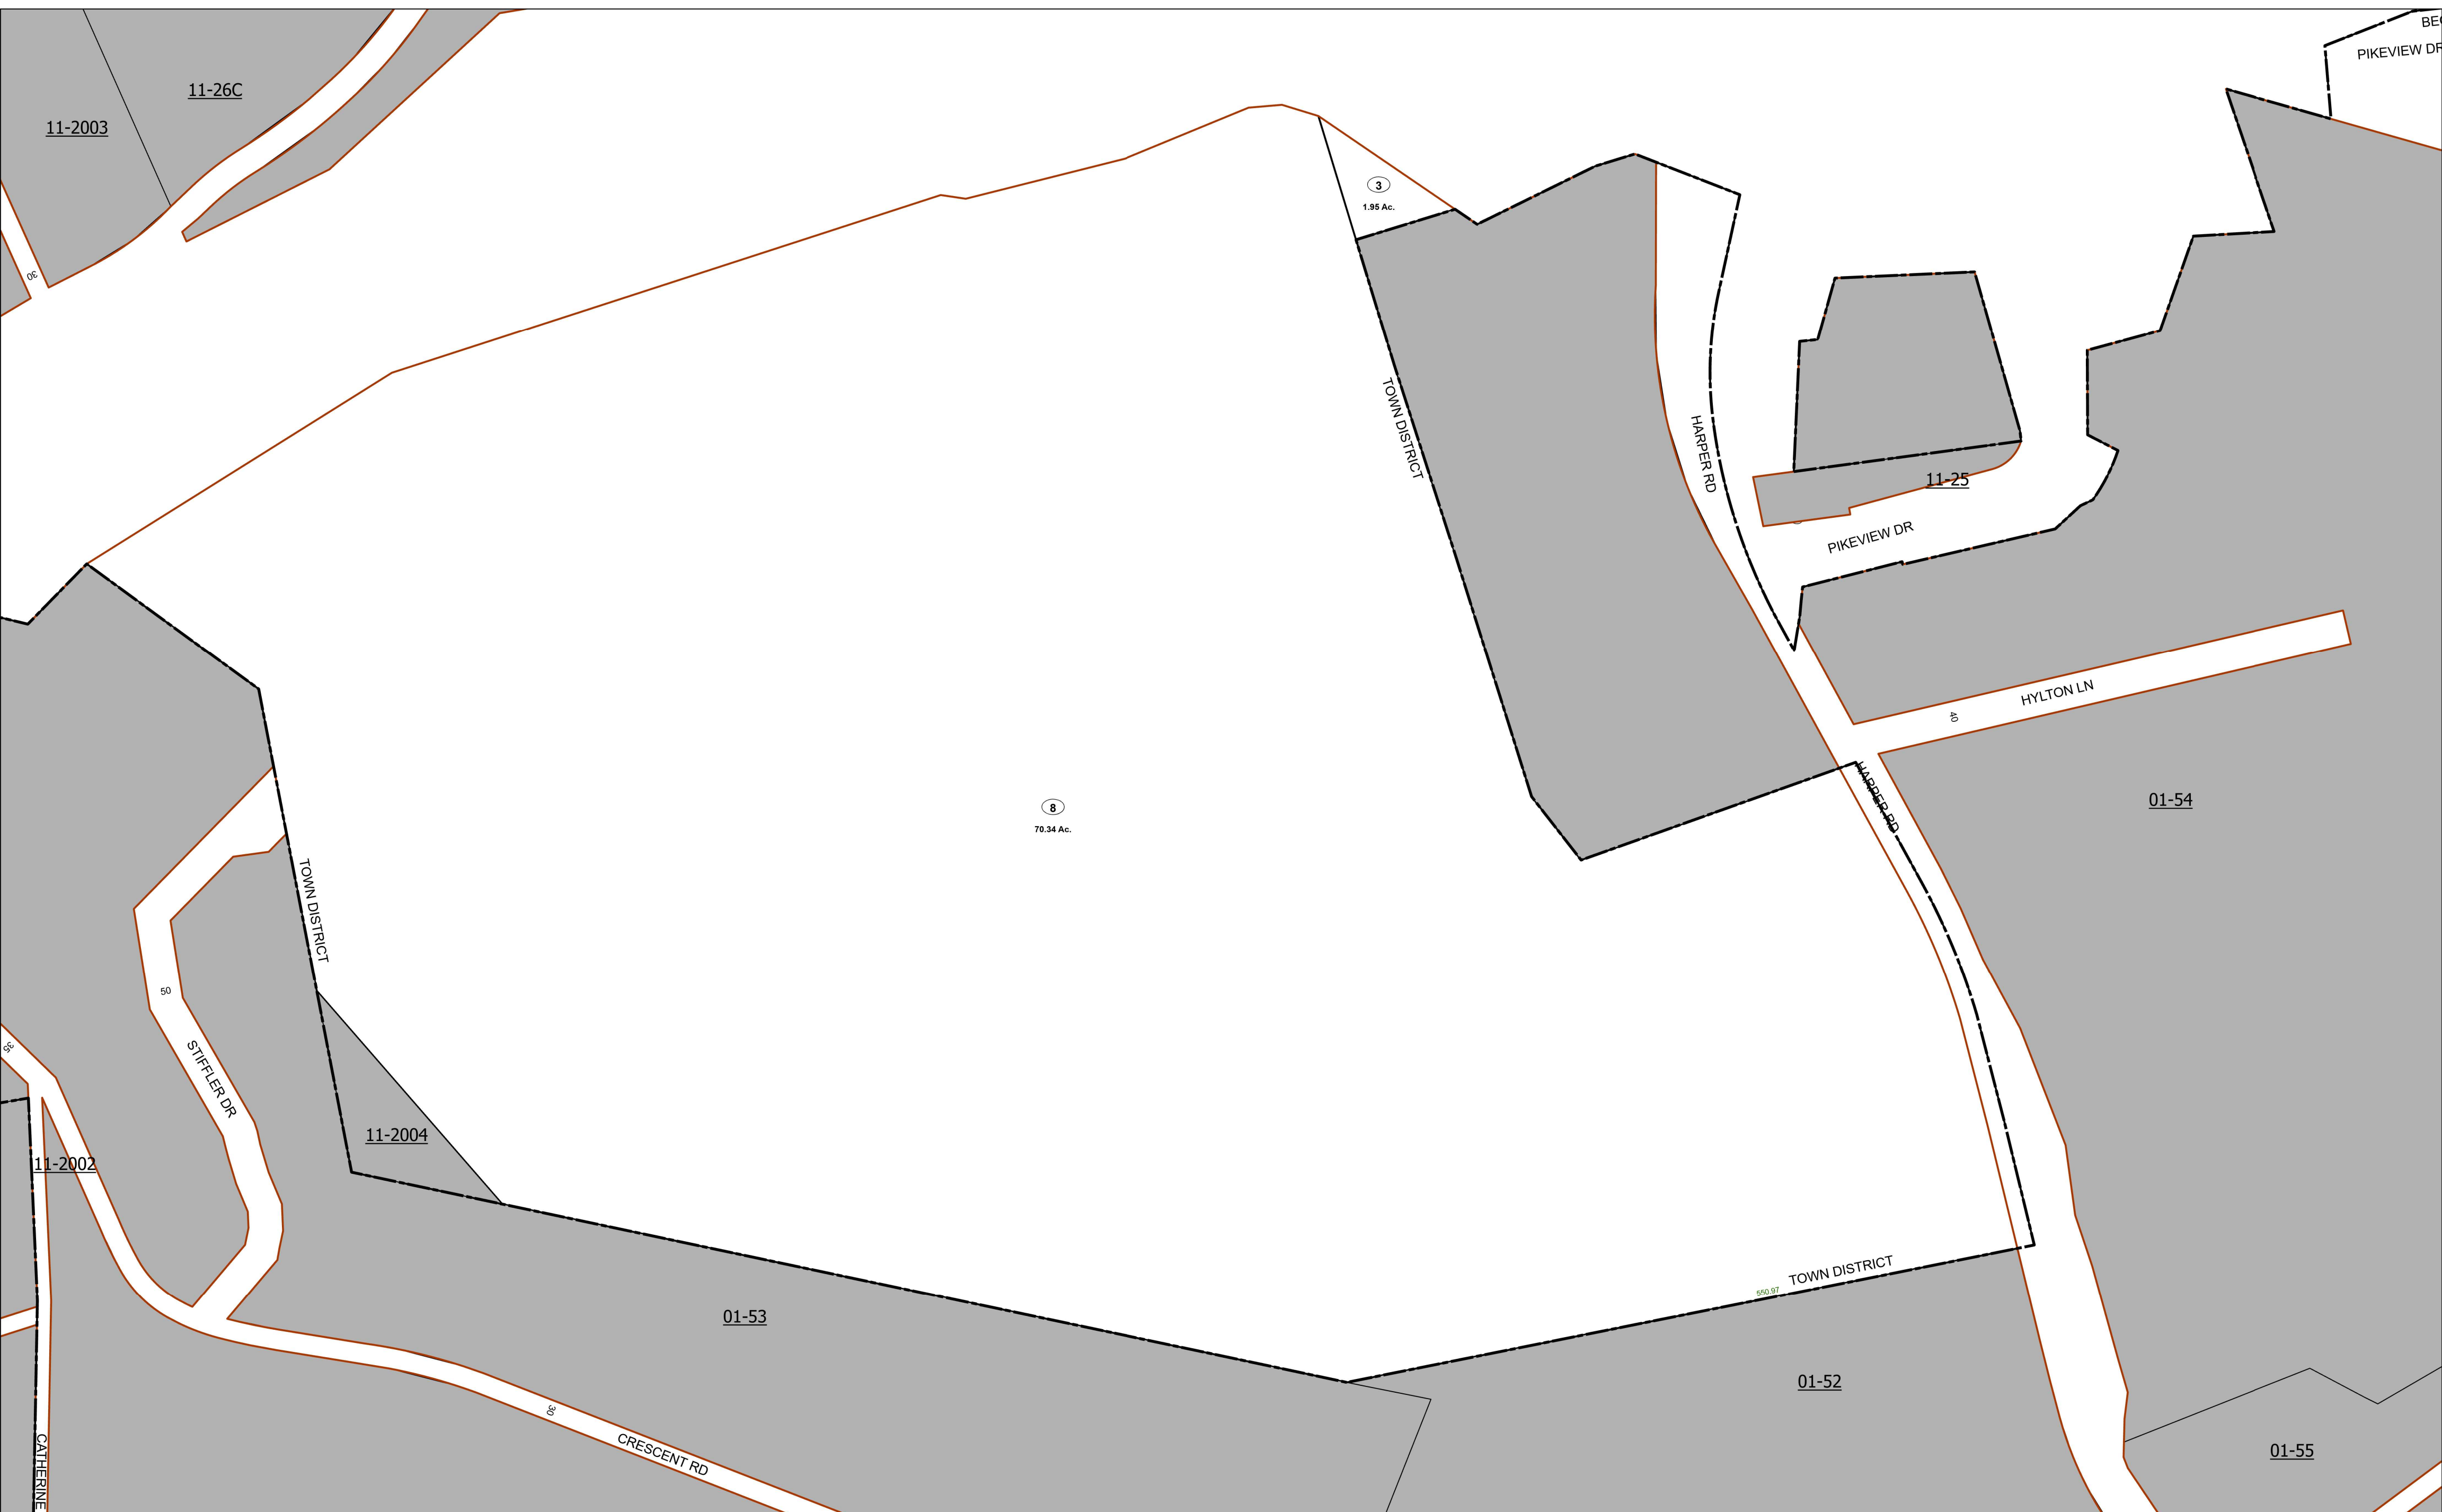 BEC
PIKEVIEW DR
11-26C
11-2003
3
1.95 Ac.
30
TOWN DISTRICT
HARPER RD
11-25
PIKEVIEW DR
HYLTON LN
40
8
70.34 Ac.
HARPER RD
01-54
TOWN DISTRICT
50
35
STIFFLER DR
11-2004
11-2002
TOWN DISTRICT
550.97
01-53
01-52
30
CRESCENT RD
CATHERINE
01-55